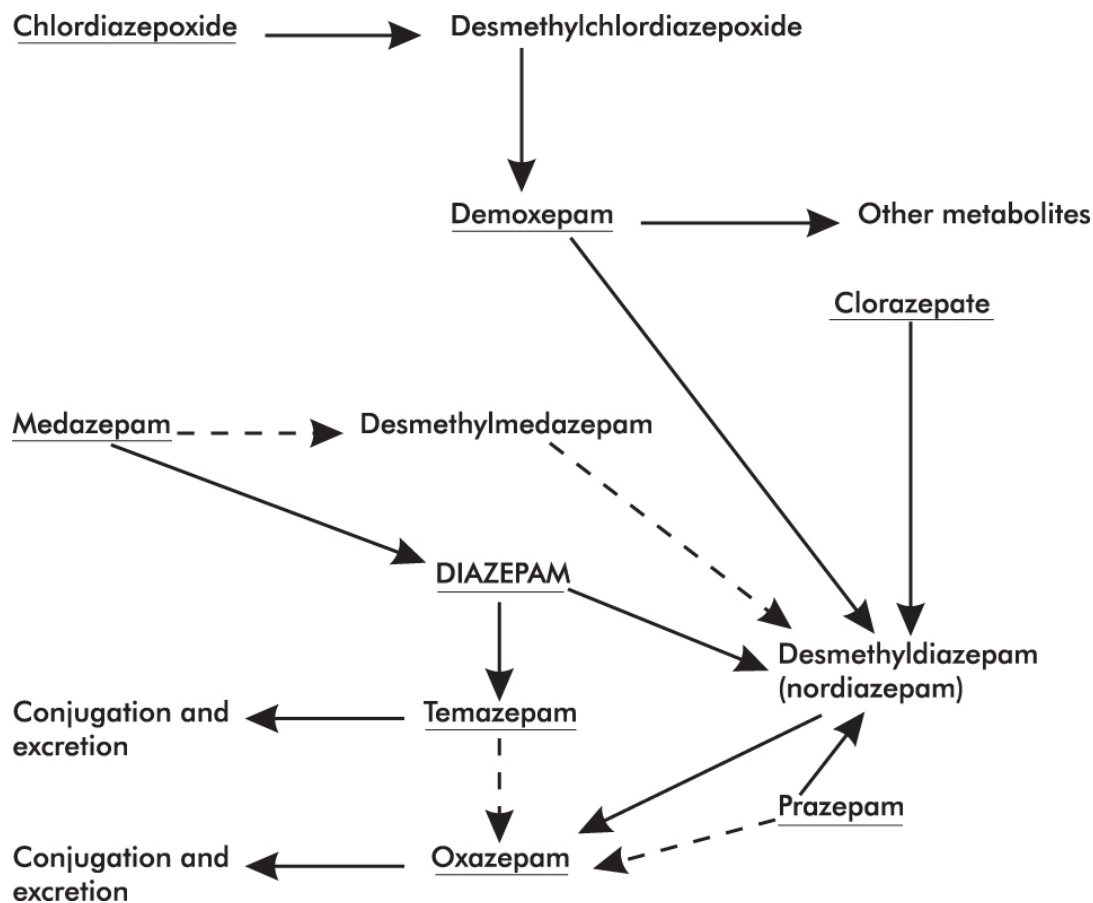 Chlordiazepoxide
Desmethylchlordiazepoxide
Demoxepam
Other metabolites
Clorazepate
Medazepam
Desmethylmedazepam
DIAZEPAM
Desmethyldiazepam
(nordiazepam)
Conjugation and
excretion
Temazepam
Prazepam
Conjugation and
excretion
Oxazepam